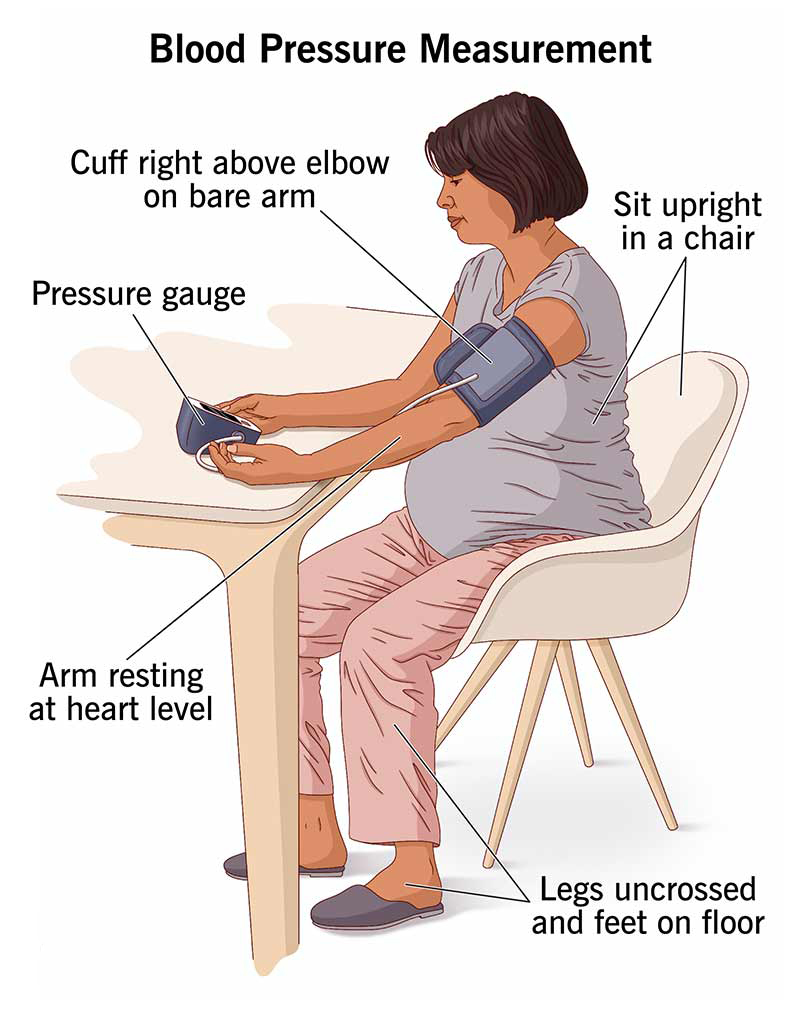 Blood Pressure Measurement
Cuff right above elbow
on bare arm
Sit upright
in a chair
Pressure gauge
Arm resting
at heart level
Legs uncrossed
and feet on floor